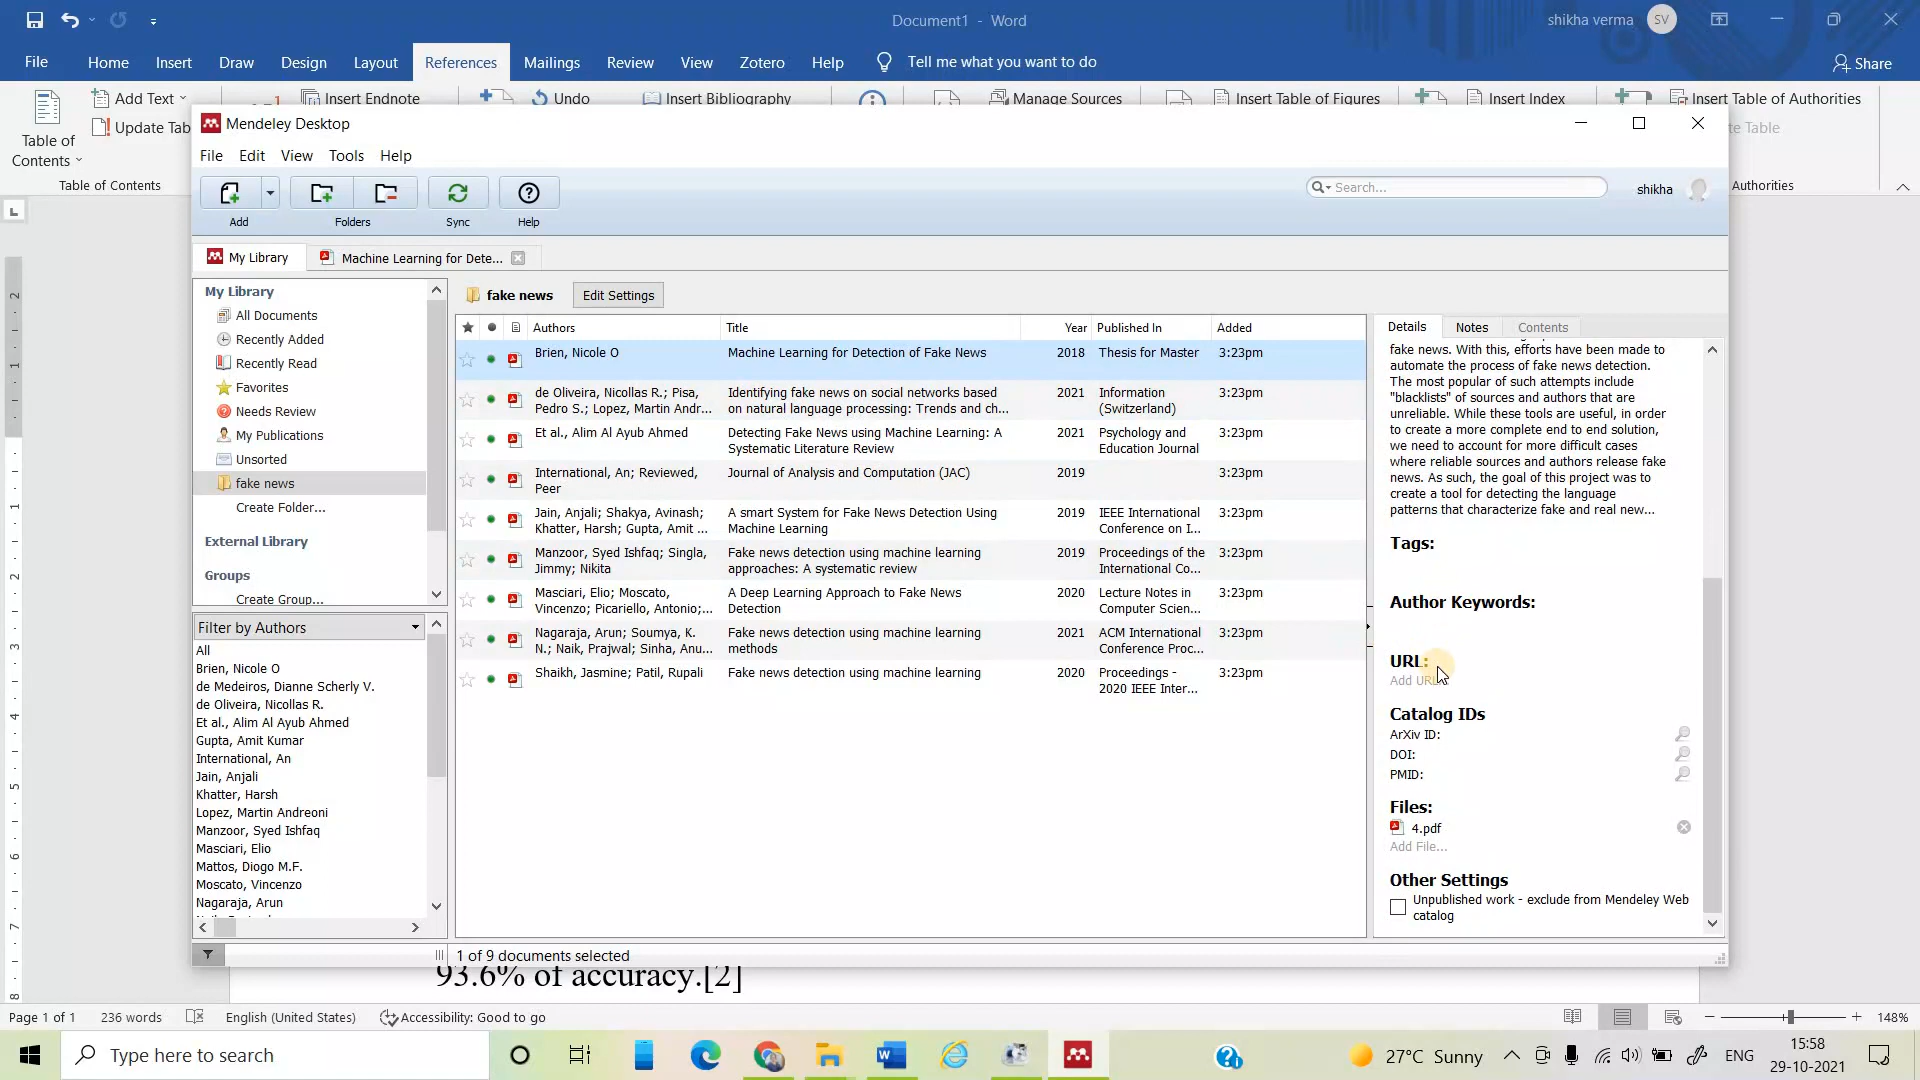 Document1 - Word
shikha verma
SV
File
Home
Insert
Draw
Design
Layout
References
Mailings
Review
View
Zotero
Help
Tell me what you want to do
Share
Table of
Contents
Add Text
Update Tab
Table of Contents
Insert Endnote
Undo
Insert Bibliography
Manage Sources
Insert Table of Figures
Insert Index
Insert Table of Authorities
te Table
Authorities
Mendeley Desktop
File
Edit
View
Tools
Help
Add
Folders
Sync
Help
Search...
shikha
My Library
Machine Learning for Dete...
My Library
All Documents
Recently Added
Recently Read
Favorites
Needs Review
My Publications
Unsorted
fake news
Create Folder...
External Library
Groups
Create Group...
Filter by Authors
All
Brien, Nicole O
de Medeiros, Dianne Scherly V.
de Oliveira, Nicollas R.
Et al., Alim Al Ayub Ahmed
Gupta, Amit Kumar
International, An
Jain, Anjali
Khatter, Harsh
Lopez, Martin Andreoni
Manzoor, Syed Ishfaq
Masciari, Elio
Mattos, Diogo M.F.
Moscato, Vincenzo
Nagaraja, Arun
fake news
Edit Settings
Authors Title Year Published In Added
Brien, Nicole O Machine Learning for Detection of Fake News 2018 Thesis for Master 3:23pm
de Oliveira, Nicollas R.; Pisa, Identifying fake news on social networks based 2021 Information 3:23pm
Pedro S.; Lopez, Martin Andr... on natural language processing: Trends and ch... (Switzerland)
Et al., Alim Al Ayub Ahmed Detecting Fake News using Machine Learning: A 2021 Psychology and 3:23pm
Systematic Literature Review Education Journal
International, An; Reviewed, Journal of Analysis and Computation (JAC) 2019 3:23pm
Peer
Jain, Anjali; Shakya, Avinash; A smart System for Fake News Detection Using 2019 IEEE International 3:23pm
Khatter, Harsh; Gupta, Amit ... Machine Learning Conference on I...
Manzoor, Syed Ishfaq; Singla, Fake news detection using machine learning 2019 Proceedings of the 3:23pm
Jimmy; Nikita approaches: A systematic review International Co...
Masciari, Elio; Moscato, A Deep Learning Approach to Fake News 2020 Lecture Notes in 3:23pm
Vincenzo; Picariello, Antonio;... Detection Computer Scien...
Nagaraja, Arun; Soumya, K. Fake news detection using machine learning 2021 ACM International 3:23pm
N.; Naik, Prajwal; Sinha, Anu... methods Conference Proc...
Shaikh, Jasmine; Patil, Rupali Fake news detection using machine learning 2020 Proceedings - 3:23pm
2020 IEEE Inter...
Details
Notes
Contents
fake news. With this, efforts have been made to
automate the process of fake news detection.
The most popular of such attempts include
"blacklists" of sources and authors that are
unreliable. While these tools are useful, in order
to create a more complete end to end solution,
we need to account for more difficult cases
where reliable sources and authors release fake
news. As such, the goal of this project was to
create a tool for detecting the language
patterns that characterize fake and real new...
Tags:
Author Keywords:
URL:
Add URL
Catalog IDs
ArXiv ID:
DOI:
PMID:
Files:
4.pdf
Add File...
Other Settings
Unpublished work - exclude from Mendeley Web
catalog
1 of 9 documents selected
93.6% of accuracy.[2]
Page 1 of 1
236 words
English (United States)
Accessibility: Good to go
148%
Type here to search
27°C Sunny
ENG
15:58
29-10-2021